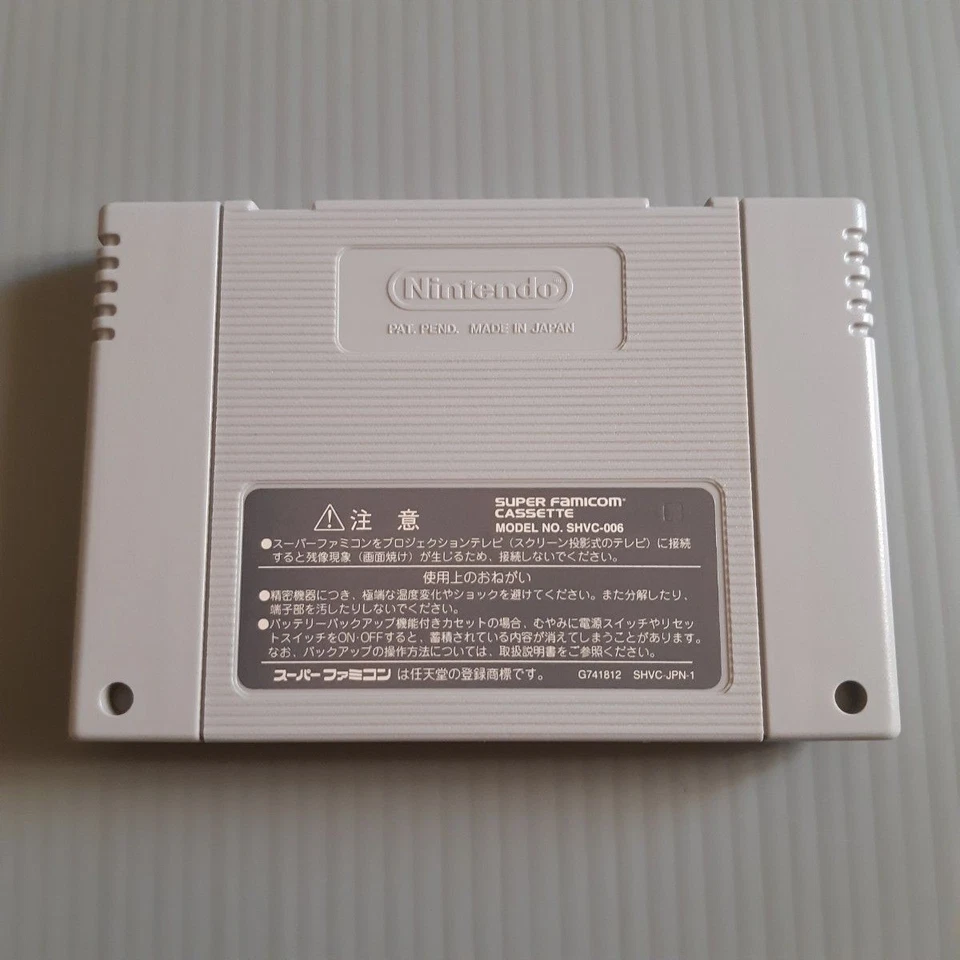 Nintendo
PAT. PEND. MADE IN JAPAN
⚠注意
SUPER FAMICOM
CASSETTE
MODEL NO. SHVC-006
●スーパーファミコンをプロジェクションテレビ(スクリーン投影式のテレビ)に接続
すると残像現象(画面焼け)が生じるため、接続しないでください。
使用上のおねがい
●精密機器につき、極端な温度変化やショックを避けてください。また分解したり、
端子部を汚したりしないでください。
●バッテリーバックアップ機能付きカセットの場合、むやみに電源スイッチやリセッ
トスイッチをON·OFFすると、蓄積されている内容が消えてしまうことがあります。
なお、バックアップの操作方法については、取扱説明書をご参照ください。
スーパーファミコンは任天堂の登録商標です。 G741812 SHVC-JPN-1